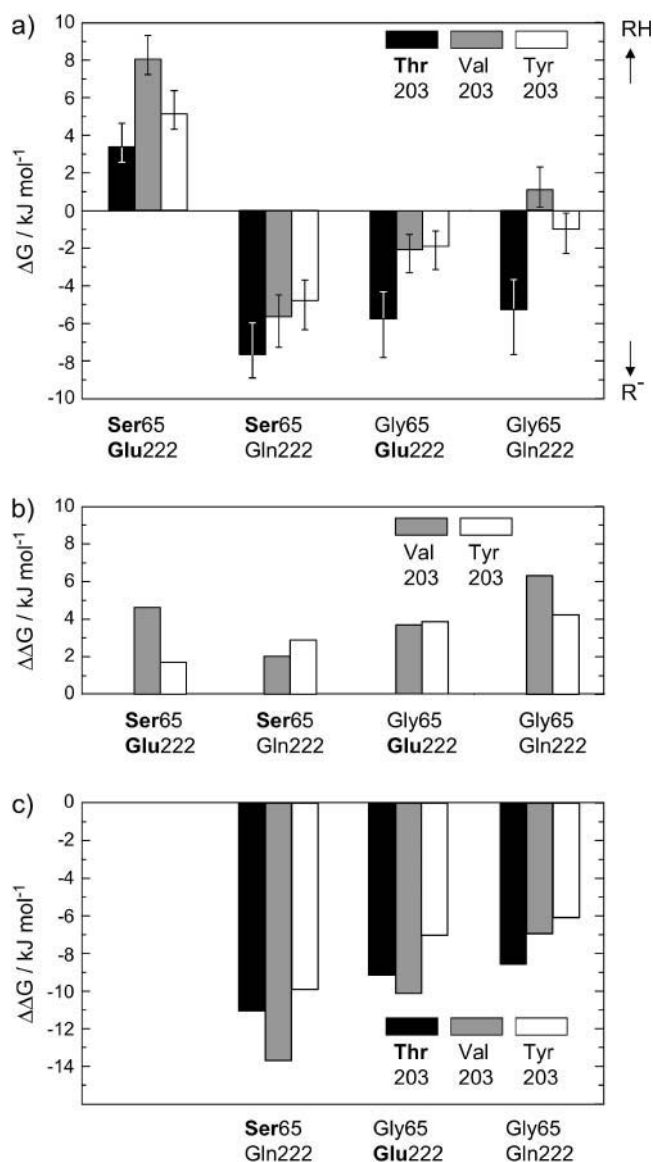 a)
10
8
6
4
2
0
-2
-4
-6
-8
-10
ΔG / kJ mol⁻¹
Thr Val Tyr
203 203 203
RH
R⁻
Ser65 Ser65 Gly65 Gly65
Glu222 Gln222 Glu222 Gln222
b)
10
8
6
4
2
0
ΔΔG / kJ mol⁻¹
Val Tyr
203 203
Ser65 Ser65 Gly65 Gly65
Glu222 Gln222 Glu222 Gln222
c)
0
-2
-4
-6
-8
-10
-12
-14
ΔΔG / kJ mol⁻¹
Thr Val Tyr
203 203 203
Ser65 Gly65 Gly65
Gln222 Glu222 Gln222